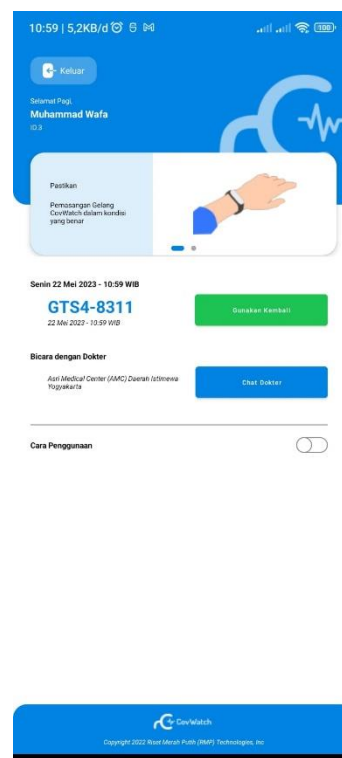 10:59 | 5,2KB/d
100
Keluar
Selamat Pagi,
Muhammad Wafa
ID.3
Pastikan
Pemasangan Gelang
CovWatch dalam kondisi
yang benar
Senin 22 Mei 2023 - 10:59 WIB
GTS4-8311
22 Mei 2023 - 10:59 WIB
Gunakan Kembali
Bicara dengan Dokter
Asri Medical Center (AMC) Daerah Istimewa
Yogyakarta
Chat Dokter
Cara Penggunaan
CovWatch
Copyright 2022 Riset Merah Putih (RMP) Technologies, Inc